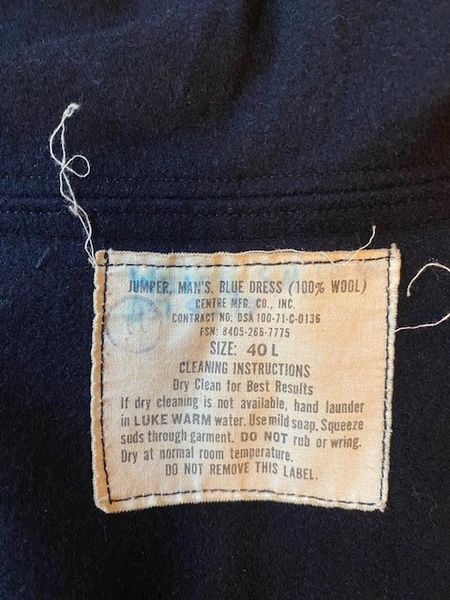 JUMPER, MAN'S, BLUE DRESS (100% WOOL)
CENTRE MFG. CO., INC.
CONTRACT NO: DSA 100-71-C-0136
FSN: 8405-266-7775
SIZE: 40 L
CLEANING INSTRUCTIONS
Dry Clean for Best Results
If dry cleaning is not available, hand launder
in LUKE WARM water. Use mild soap. Squeeze
suds through garment. DO NOT rub or wring.
Dry at normal room temperature.
DO NOT REMOVE THIS LABEL.